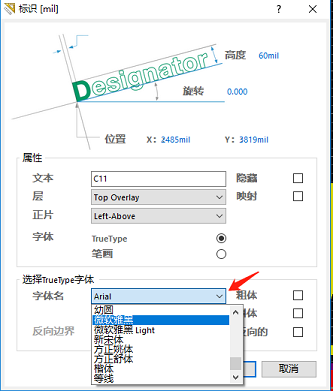 标识 [mil]
? ×
Designator
高度 60mil
旋转 0.000
位置 X: 2485mil Y: 3819mil
属性
文本 C11 隐藏
层 Top Overlay 映射
正片 Left-Above
字体 TrueType
笔画
选择TrueType字体
字体名 Arial 粗体
幼圆
微软雅黑 体
微软雅黑 Light
反向边界 新宋体 反向的
方正姚体
方正舒体
楷体
等线
取消